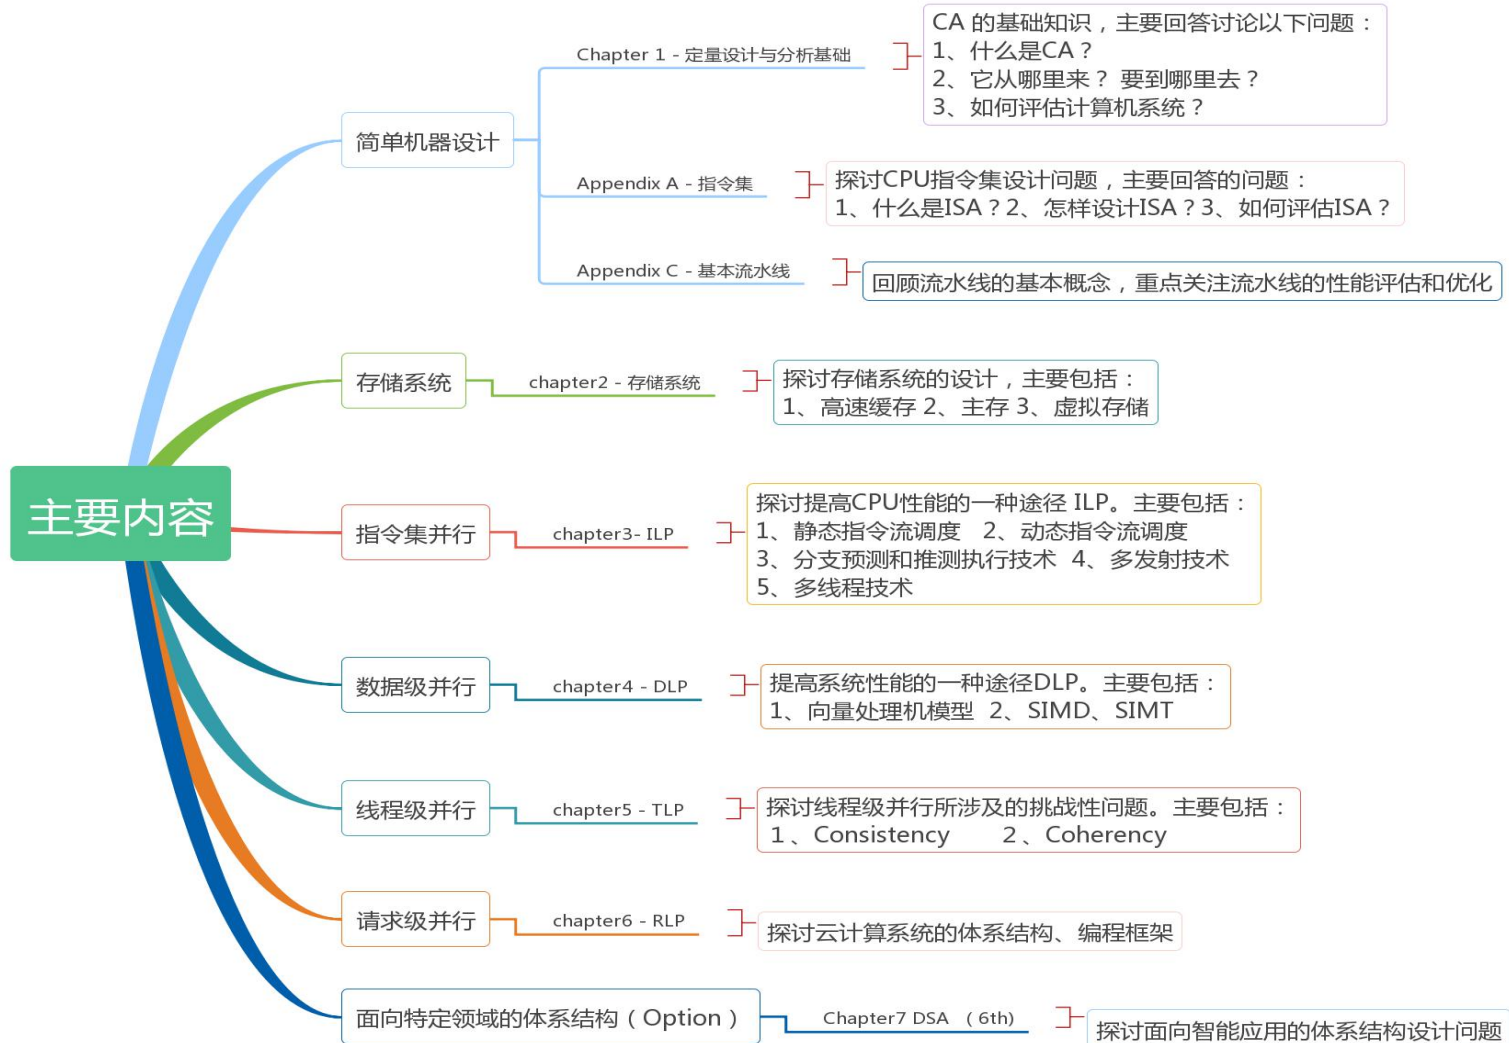 主要内容
简单机器设计
Chapter 1 - 定量设计与分析基础
CA 的基础知识，主要回答讨论以下问题：
1、什么是CA？
2、它从哪里来？ 要到哪里去？
3、如何评估计算机系统？
Appendix A - 指令集
探讨CPU指令集设计问题，主要回答的问题：
1、什么是ISA？2、怎样设计ISA？3、如何评估ISA？
Appendix C - 基本流水线
回顾流水线的基本概念，重点关注流水线的性能评估和优化
存储系统
chapter2 - 存储系统
探讨存储系统的设计，主要包括：
1、高速缓存 2、主存 3、虚拟存储
指令集并行
chapter3- ILP
探讨提高CPU性能的一种途径 ILP。主要包括：
1、静态指令流调度 2、动态指令流调度
3、分支预测和推测执行技术 4、多发射技术
5、多线程技术
数据级并行
chapter4 - DLP
提高系统性能的一种途径DLP。主要包括：
1、向量处理机模型 2、SIMD、SIMT
线程级并行
chapter5 - TLP
探讨线程级并行所涉及的挑战性问题。主要包括：
１、Consistency ２、Coherency
请求级并行
chapter6 - RLP
探讨云计算系统的体系结构、编程框架
面向特定领域的体系结构（Option）
Chapter7 DSA （6th)
探讨面向智能应用的体系结构设计问题